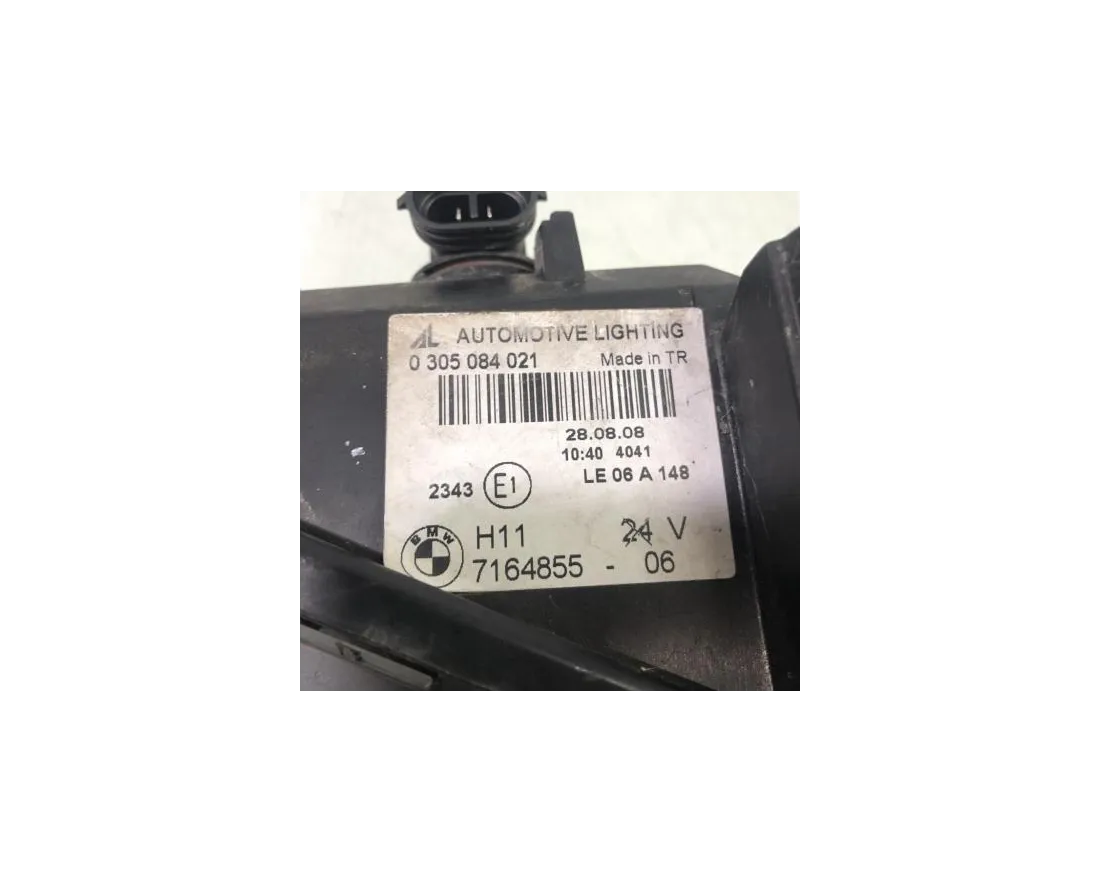 AL AUTOMOTIVE LIGHTING
0 305 084 021 Made in TR
28.08.08
10:40 4041
LE 06 A 148
2343 E1
BMW H11 24 V
7164855 - 06